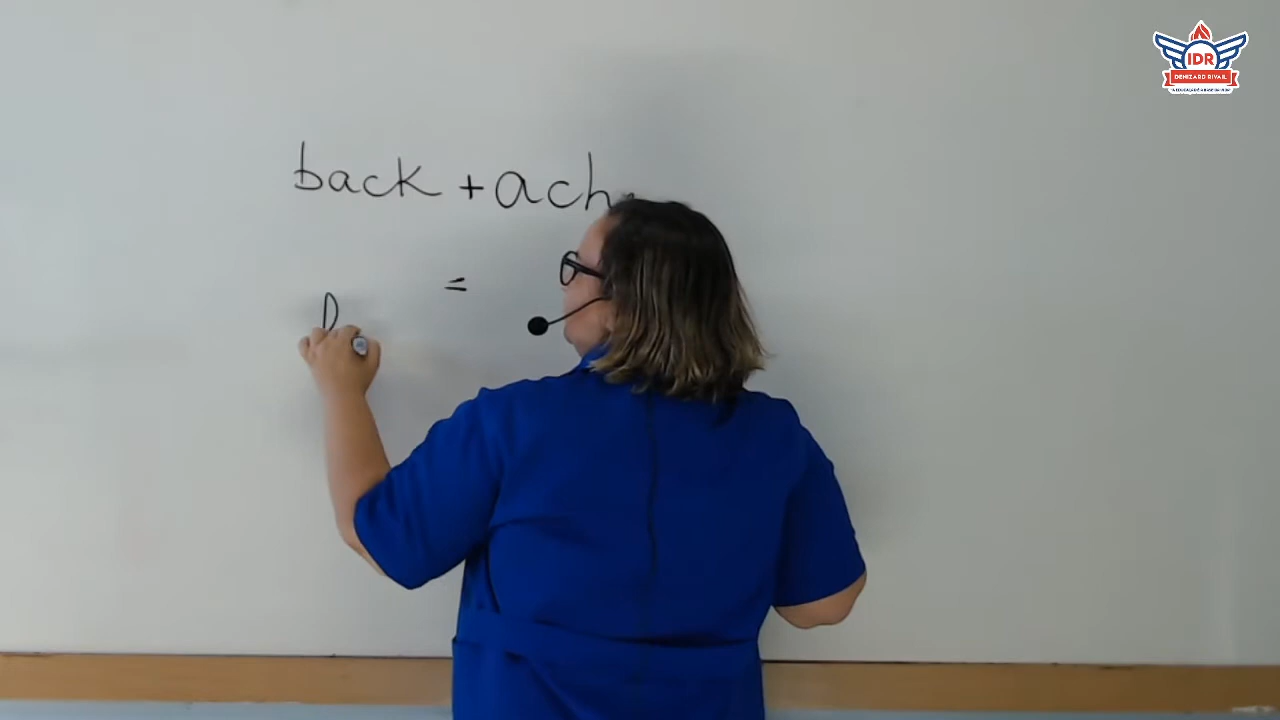 back + ach
=
IDR
DENIZARD RIVAIL